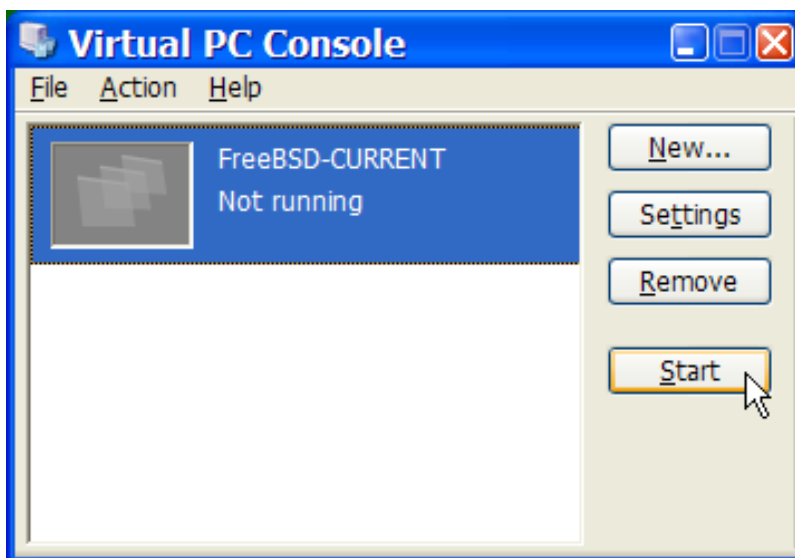 Virtual PC Console
File Action Help
FreeBSD-CURRENT
Not running
New...
Settings
Remove
Start